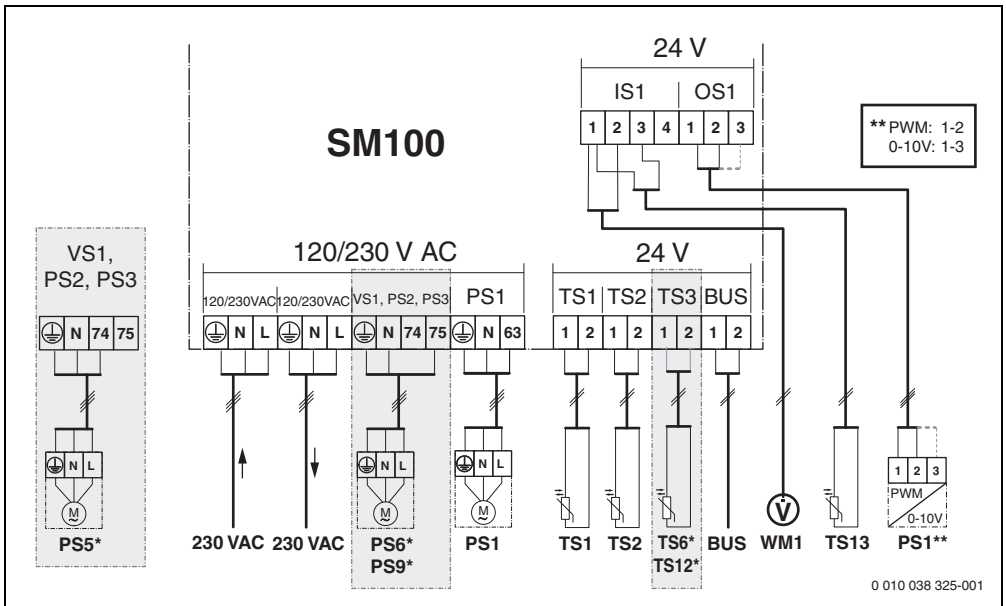 24 V
IS1 OS1
1 2 3 4 1 2 3
** PWM: 1-2
0-10V: 1-3
SM100
VS1,
PS2, PS3
N 74 75
N L
M
PS5*
120/230 V AC
120/230VAC 120/230VAC VS1, PS2, PS3 PS1
N L N L N 74 75 N 63
24 V
TS1 TS2 TS3 BUS
1 2 1 2 1 2 1 2
N L N L
M M
1 2 3
PWM
0-10V
V̇
230 VAC 230 VAC PS6* PS1 TS1 TS2 TS6* BUS WM1 TS13 PS1**
PS9* TS12*
0 010 038 325-001